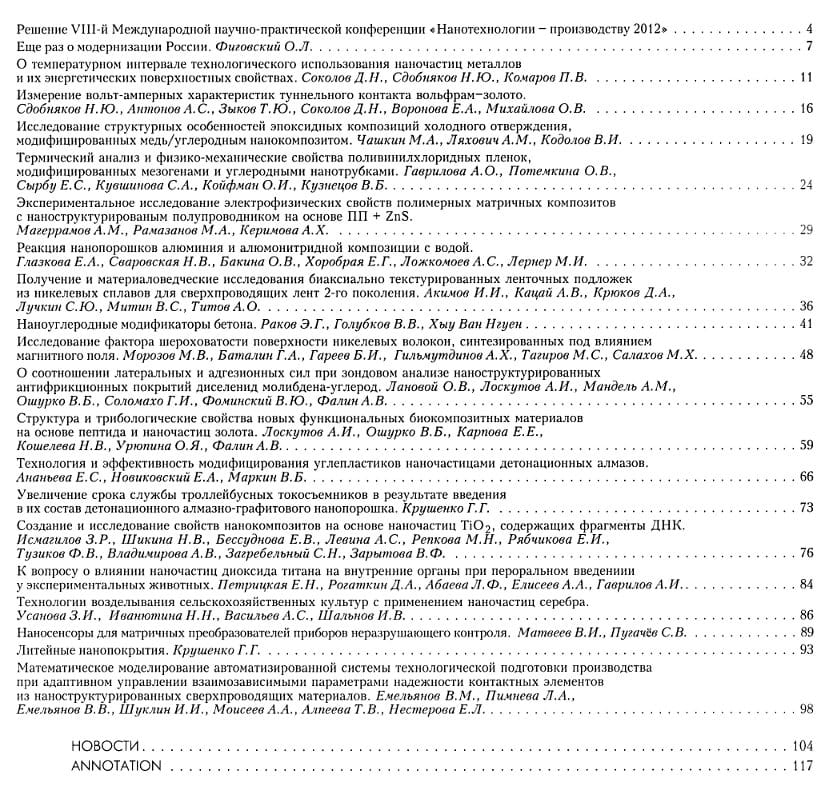 Решение VIII-й Международной научно-практической конференции «Нанотехнологии – производству 2012» . . . . . . . . . . . . . . 4
Еще раз о модернизации России. Фиговский О.Л. . . . . . . . . . . . . . . 7
О температурном интервале технологического использования наночастиц металлов
и их энергетических поверхностных свойствах. Соколов Д.Н., Сдобняков Н.Ю., Комаров П.В. . . . . . . . . . . . . . . 11
Измерение вольт-амперных характеристик туннельного контакта вольфрам–золото.
Сдобняков Н.Ю., Антонов А.С., Зыков Т.Ю., Соколов Д.Н., Воронова Е.А., Михайлова О.В. . . . . . . . . . . . . . . 16
Исследование структурных особенностей эпоксидных композиций холодного отверждения,
модифицированных медь/углеродным нанокомпозитом. Чашкин М.А., Ляхович А.М., Кодолов В.И. . . . . . . . . . . . . . . 19
Термический анализ и физико-механические свойства поливинилхлоридных пленок,
модифицированных мезогенами и углеродными нанотрубками. Гаврилова А.О., Потемкина О.В.,
Сырбу Е.С., Кувшинова С.А., Койфман О.И., Кузнецов В.Б. . . . . . . . . . . . . . . 24
Экспериментальное исследование электрофизических свойств полимерных матричных композитов
с наноструктурированым полупроводником на основе ПП + ZnS.
Магеррамов А.М., Рамазанов М.А., Керимова А.Х. . . . . . . . . . . . . . . 29
Реакция нанопорошков алюминия и алюмонитридной композиции с водой.
Глазкова Е.А., Сваровская Н.В., Бакина О.В., Хоробрая Е.Г., Ложкомоев А.С., Лернер М.И. . . . . . . . . . . . . . . 32
Получение и материаловедческие исследования биаксиально текстурированных ленточных подложек
из никелевых сплавов для сверхпроводящих лент 2-го поколения. Акимов И.И., Кацай А.В., Крюков Д.А.,
Лучкин С.Ю., Митин В.С., Титов А.О. . . . . . . . . . . . . . . 36
Наноуглеродные модификаторы бетона. Раков Э.Г., Голубков В.В., Хыу Ван Нгуен . . . . . . . . . . . . . . 41
Исследование фактора шероховатости поверхности никелевых волокон, синтезированных под влиянием
магнитного поля. Морозов М.В., Баталин Г.А., Гареев Б.И., Гильмутдинов А.Х., Тагиров М.С., Салахов М.Х. . . . . . . . . . . . . . . 48
О соотношении латеральных и адгезионных сил при зондовом анализе наноструктурированных
антифрикционных покрытий диселенид молибдена-углерод. Лановой О.В., Лоскутов А.И., Мандель А.М.,
Ошурко В.Б., Соломахо Г.И., Фоминский В.Ю., Фалин А.В. . . . . . . . . . . . . . . 55
Структура и трибологические свойства новых функциональных биокомпозитных материалов
на основе пептида и наночастиц золота. Лоскутов А.И., Ошурко В.Б., Карпова Е.Е.,
Кошелева Н.В., Урюпина О.Я., Фалин А.В. . . . . . . . . . . . . . . 59
Технология и эффективность модифицирования углепластиков наночастицами детонационных алмазов.
Ананьева Е.С., Новиковский Е.А., Маркин В.Б. . . . . . . . . . . . . . . 66
Увеличение срока службы троллейбусных токосъемников в результате введения
в их состав детонационного алмазно-графитового нанопорошка. Крушенко Г.Г. . . . . . . . . . . . . . . 73
Создание и исследование свойств нанокомпозитов на основе наночастиц TiO₂, содержащих фрагменты ДНК.
Исмагилов З.Р., Шикина Н.В., Бессуднова Е.В., Левина А.С., Репкова М.Н., Рябчикова Е.И.,
Тузиков Ф.В., Владимирова А.В., Загребельный С.Н., Зарытова В.Ф. . . . . . . . . . . . . . . 76
К вопросу о влиянии наночастиц диоксида титана на внутренние органы при пероральном введениии
у экспериментальных животных. Петрицкая Е.Н., Рогаткин Д.А., Абаева Л.Ф., Елисеев А.А., Гаврилов А.И. . . . . . . . . . . . . . . 84
Технологии возделывания сельскохозяйственных культур с применением наночастиц серебра.
Усанова З.И., Иванютина Н.Н., Васильев А.С., Шальнов И.В. . . . . . . . . . . . . . . 86
Наносенсоры для матричных преобразователей приборов неразрушающего контроля. Матвеев В.И., Пугачёв С.В. . . . . . . . . . . . . . . 89
Литейные нанопокрытия. Крушенко Г.Г. . . . . . . . . . . . . . . 93
Математическое моделирование автоматизированной системы технологической подготовки производства
при адаптивном управлении взаимозависимыми параметрами надежности контактных элементов
из наноструктурированных сверхпроводящих материалов. Емельянов В.М., Пимнева Л.А.,
Емельянов В.В., Шуклин И.И., Моисеев А.А., Алпеева Т.В., Нестерова Е.Л. . . . . . . . . . . . . . . 98
НОВОСТИ. . . . . . . . . . . . . . 104
ANNOTATION . . . . . . . . . . . . . . 117